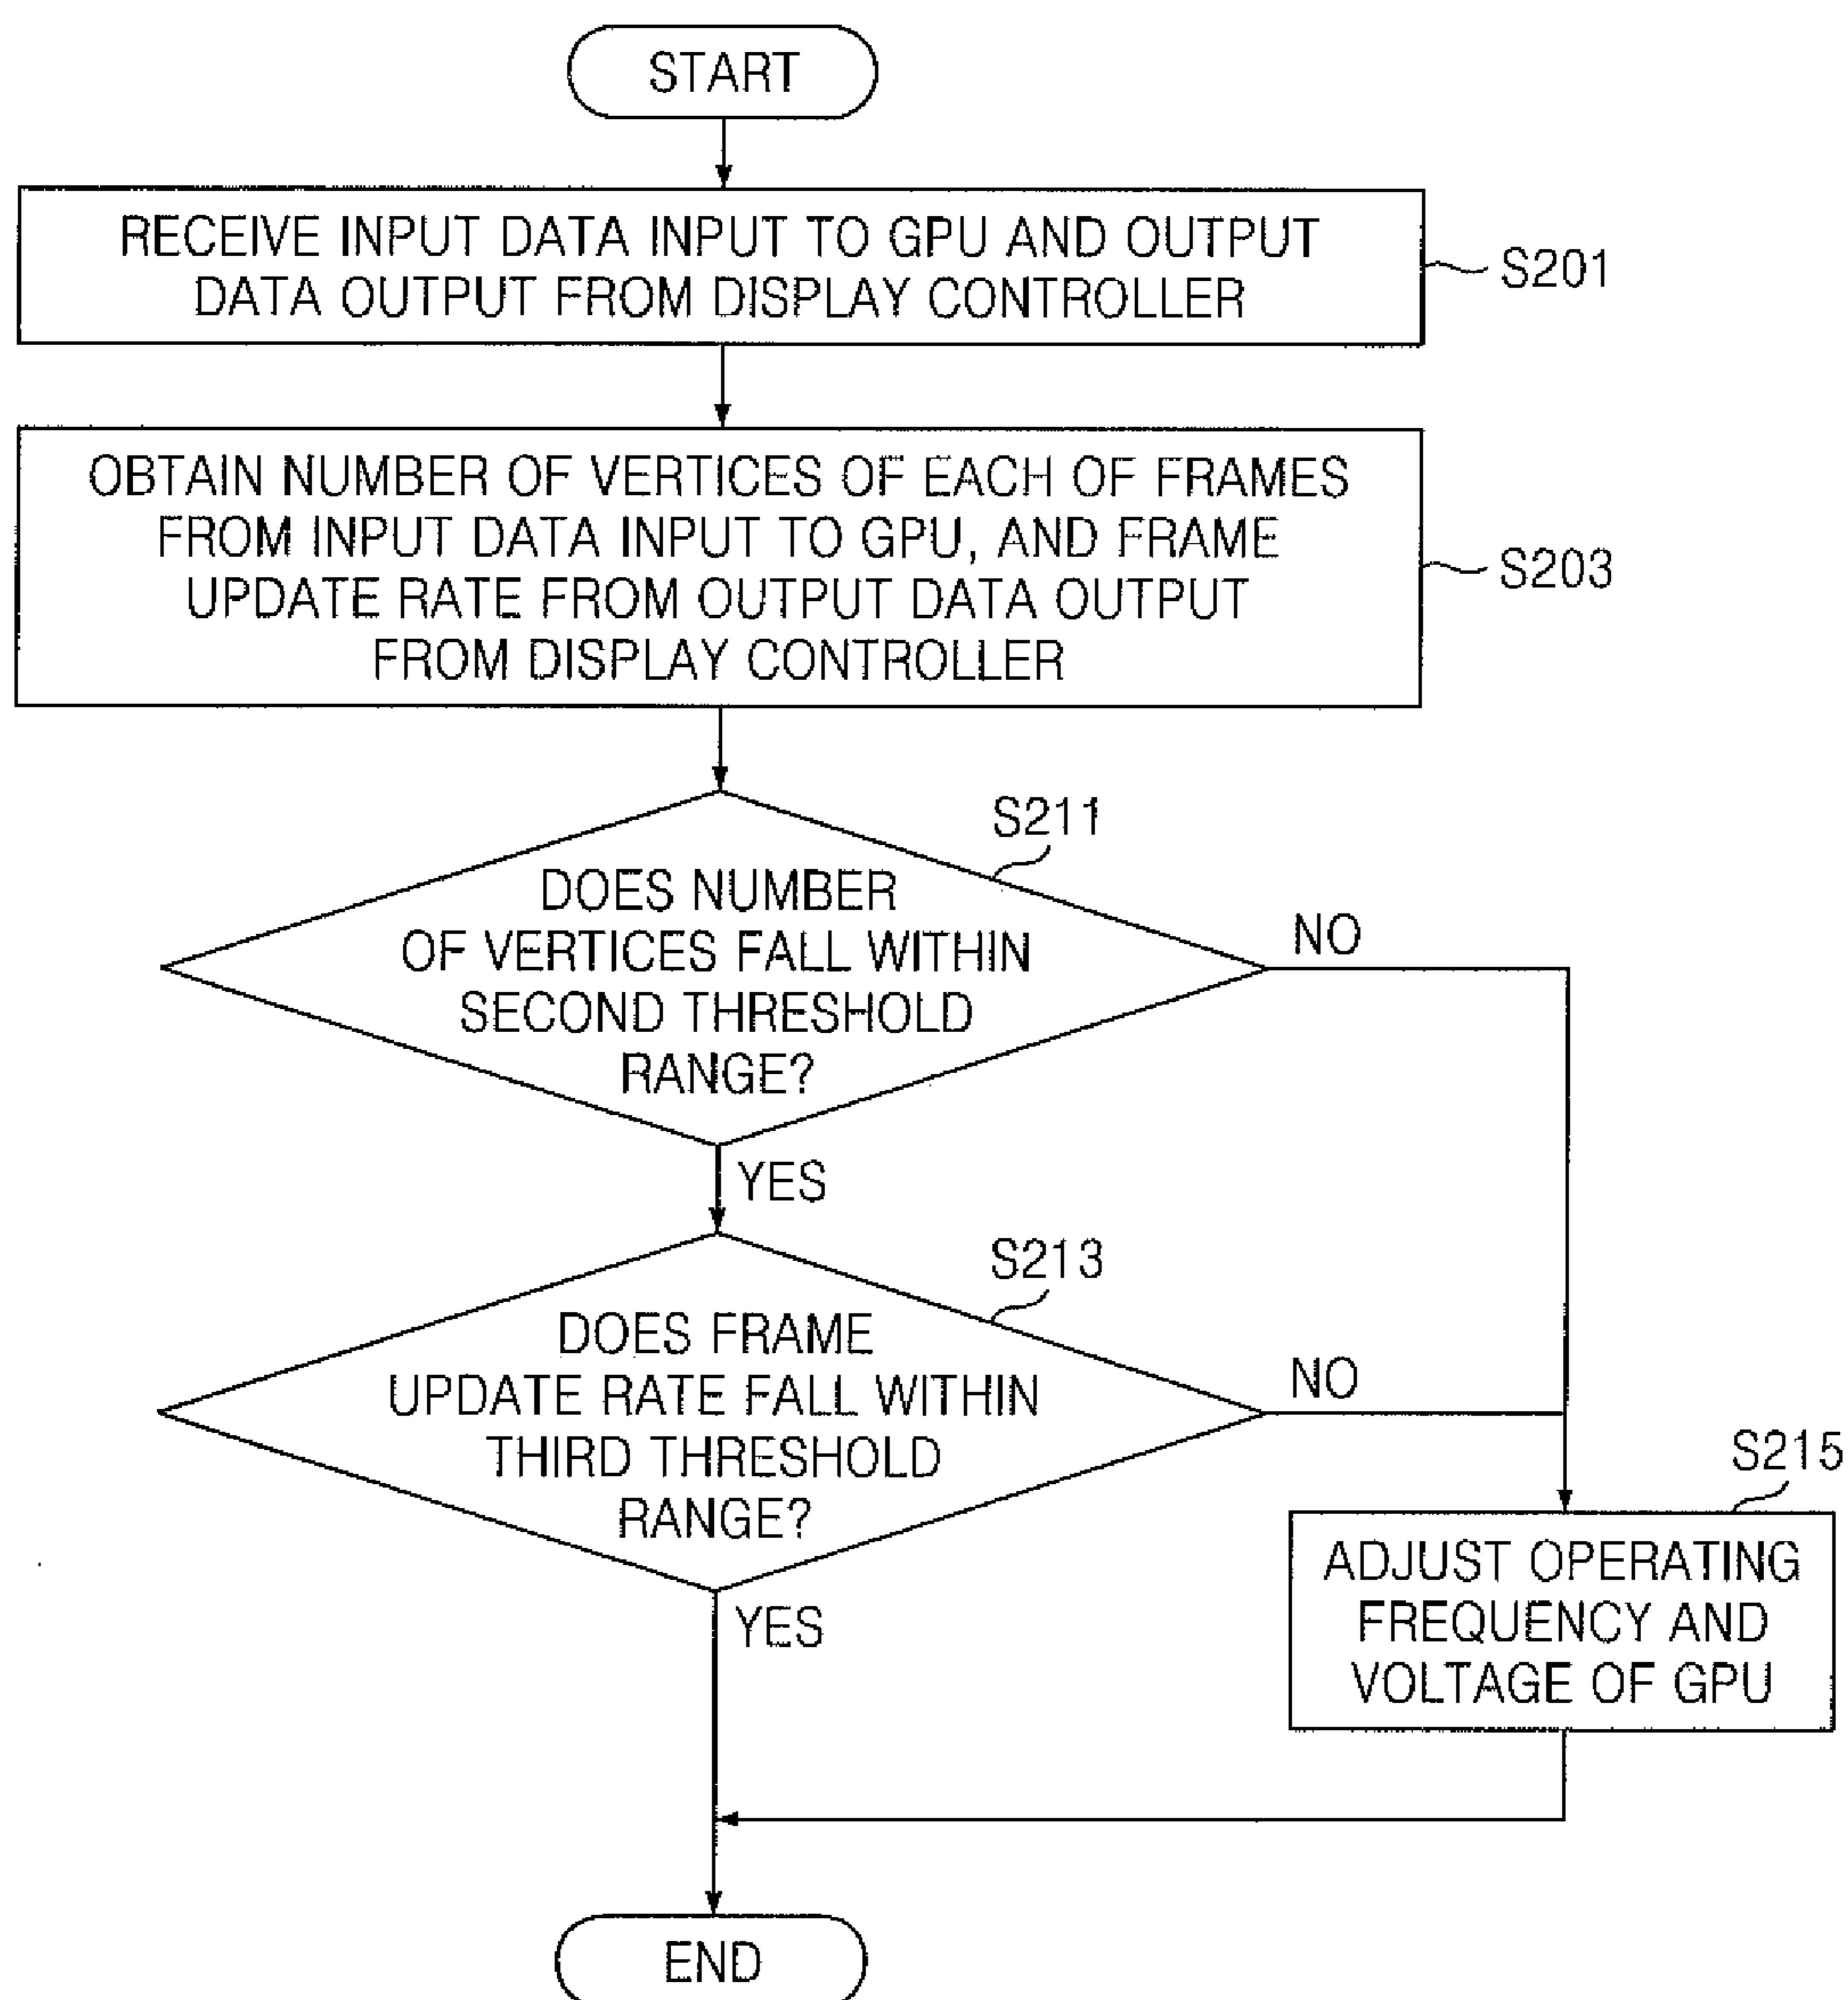 START
RECEIVE INPUT DATA INPUT TO GPU AND OUTPUT
DATA OUTPUT FROM DISPLAY CONTROLLER
S201
OBTAIN NUMBER OF VERTICES OF EACH OF FRAMES
FROM INPUT DATA INPUT TO GPU, AND FRAME
UPDATE RATE FROM OUTPUT DATA OUTPUT
FROM DISPLAY CONTROLLER
S203
S211
DOES NUMBER
OF VERTICES FALL WITHIN
SECOND THRESHOLD
RANGE?
NO
YES
S213
DOES FRAME
UPDATE RATE FALL WITHIN
THIRD THRESHOLD
RANGE?
NO
YES
S215
ADJUST OPERATING
FREQUENCY AND
VOLTAGE OF GPU
END